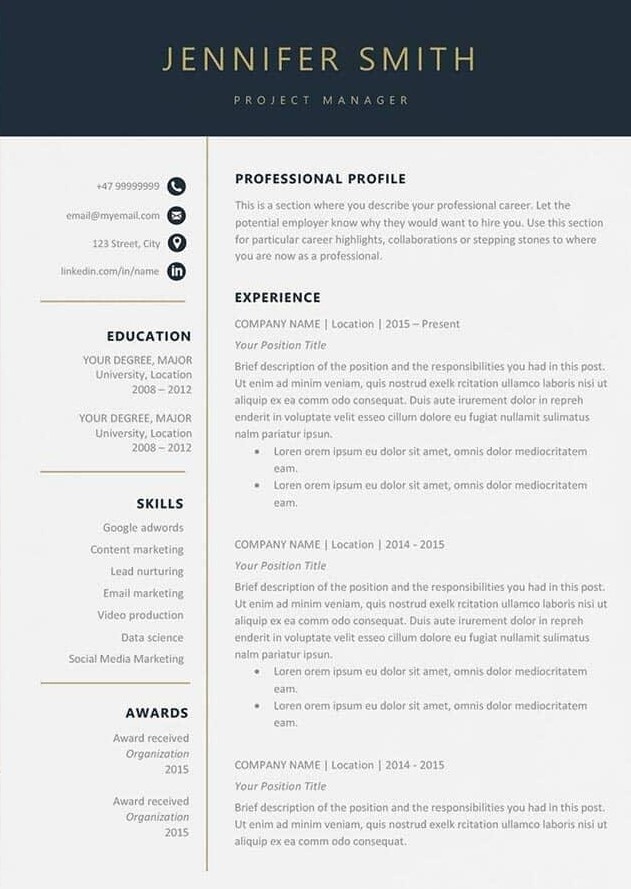 JENNIFER SMITH
PROJECT MANAGER
+47 99999999
email@myemail.com
123 Street, City
linkedin.com/in/name
in
EDUCATION
YOUR DEGREE, MAJOR
University, Location
2008 – 2012
YOUR DEGREE, MAJOR
University, Location
2008 – 2012
SKILLS
Google adwords
Content marketing
Lead nurturing
Email marketing
Video production
Data science
Social Media Marketing
AWARDS
Award received
Organization
2015
Award received
Organization
2015
PROFESSIONAL PROFILE
This is a section where you describe your professional career. Let the
potential employer know why they would want to hire you. Use this section
for particular career highlights, collaborations or stepping stones to where
you are now as a professional.
EXPERIENCE
COMPANY NAME | Location | 2015 – Present
Your Position Title
Brief description of the position and the responsibilities you had in this post.
Ut enim ad minim veniam, quis nostrud exelk rcitation ullamco laboris nisi ut
aliquip ex ea comm odo consequat. Duis aute irurement dolor in repreh
enderit in voluptate velit esseo cillum dolore eu fugiat nullamit sulimatus
nalm pariatur ipsun.
• Loren orem ipsum eu dolor sit amet, omnis dolor mediocritatem
eam.
• Loren orem ipsum eu dolor sit amet, omnis dolor mediocritatem
eam.
COMPANY NAME | Location | 2014 - 2015
Your Position Title
Brief description of the position and the responsibilities you had in this post.
Ut enim ad minim veniam, quis nostrud exelk rcitation ullamco laboris nisi ut
aliquip ex ea comm odo consequat. Duis aute irurement dolor in repreh
enderit in voluptate velit esseo cillum dolore eu fugiat nullamit sulimatus
nalm pariatur ipsun.
• Loren orem ipsum eu dolor sit amet, omnis dolor mediocritatem
eam.
• Loren orem ipsum eu dolor sit amet, omnis dolor mediocritatem
eam.
COMPANY NAME | Location | 2014 - 2015
Your Position Title
Brief description of the position and the responsibilities you had in this post.
Ut enim ad minim veniam, quis nostrud exelk rcitation ullamco laboris nisi ut
aliquip ex ea comm odo consequat.